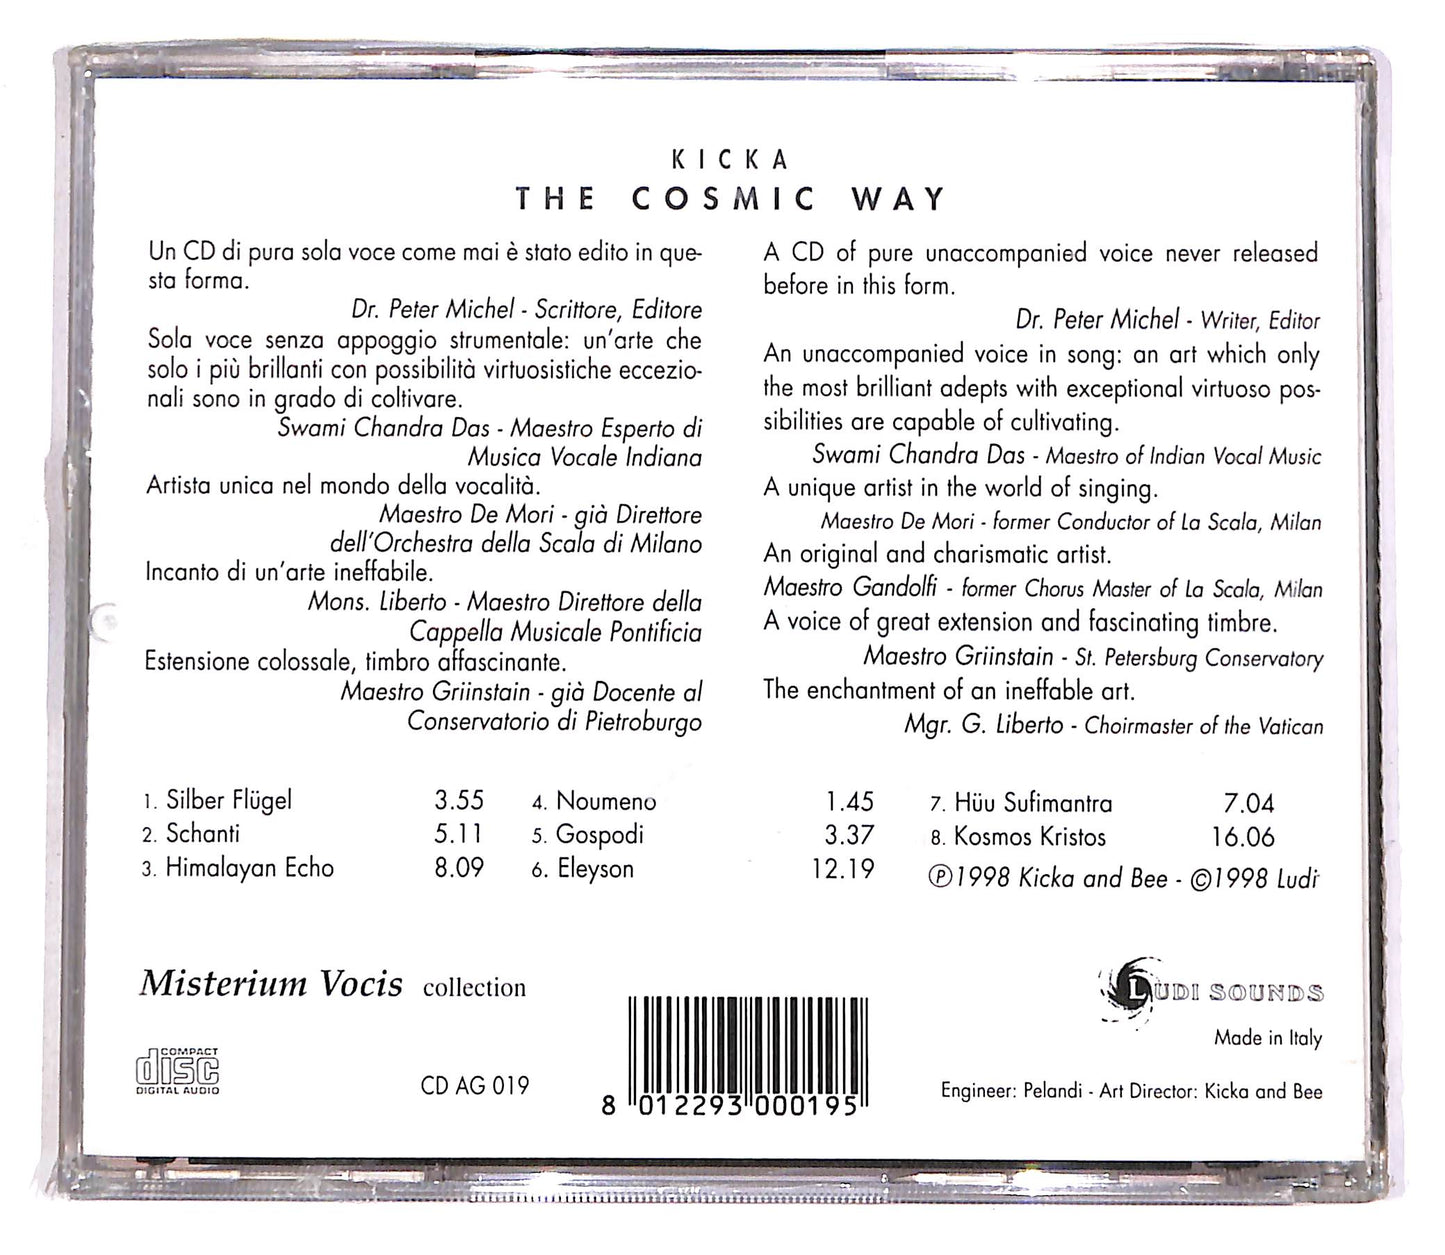 KICKA
THE COSMIC WAY
Un CD di pura sola voce come mai è stato edito in que-
sta forma.
Dr. Peter Michel - Scrittore, Editore
Sola voce senza appoggio strumentale: un'arte che
solo i più brillanti con possibilità virtuosistiche eccezio-
nali sono in grado di coltivare.
Swami Chandra Das - Maestro Esperto di
Musica Vocale Indiana
Artista unica nel mondo della vocalità.
Maestro De Mori - già Direttore
dell'Orchestra della Scala di Milano
Incanto di un'arte ineffabile.
Mons. Liberto - Maestro Direttore della
Cappella Musicale Pontificia
Estensione colossale, timbro affascinante.
Maestro Griinstain - già Docente al
Conservatorio di Pietroburgo
A CD of pure unaccompanied voice never released
before in this form.
Dr. Peter Michel - Writer, Editor
An unaccompanied voice in song: an art which only
the most brilliant adepts with exceptional virtuoso pos-
sibilities are capable of cultivating.
Swami Chandra Das - Maestro of Indian Vocal Music
A unique artist in the world of singing.
Maestro De Mori - former Conductor of La Scala, Milan
An original and charismatic artist.
Maestro Gandolfi - former Chorus Master of La Scala, Milan
A voice of great extension and fascinating timbre.
Maestro Griinstain - St. Petersburg Conservatory
The enchantment of an ineffable art.
Mgr. G. Liberto - Choirmaster of the Vatican
1. Silber Flügel 3.55
2. Schanti 5.11
3. Himalayan Echo 8.09
4. Noumeno 1.45
5. Gospodi 3.37
6. Eleyson 12.19
7. Hüu Sufimantra 7.04
8. Kosmos Kristos 16.06
℗1998 Kicka and Bee - ©1998 Ludi
Misterium Vocis collection
COMPACT
disc
DIGITAL AUDIO
CD AG 019
8 012293 000195
LUDI SOUNDS
Made in Italy
Engineer: Pelandi - Art Director: Kicka and Bee